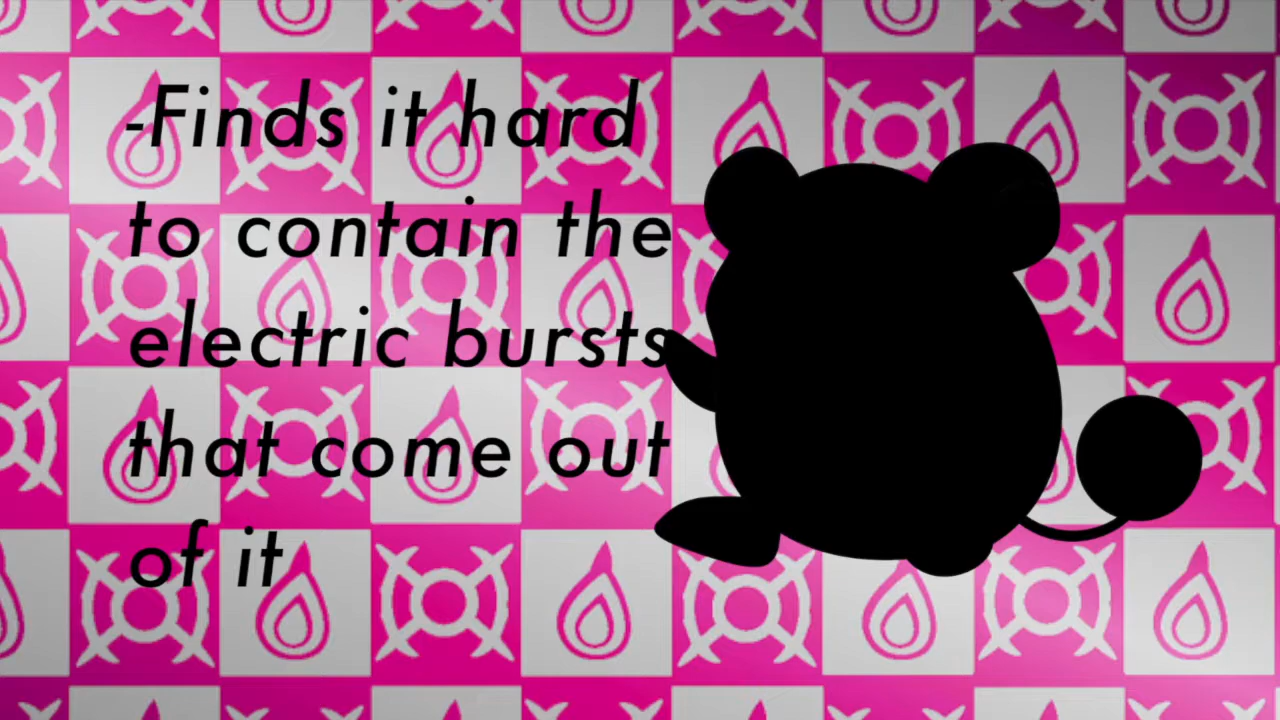 -Finds it hard
to contain the
electric bursts
that come out
of it